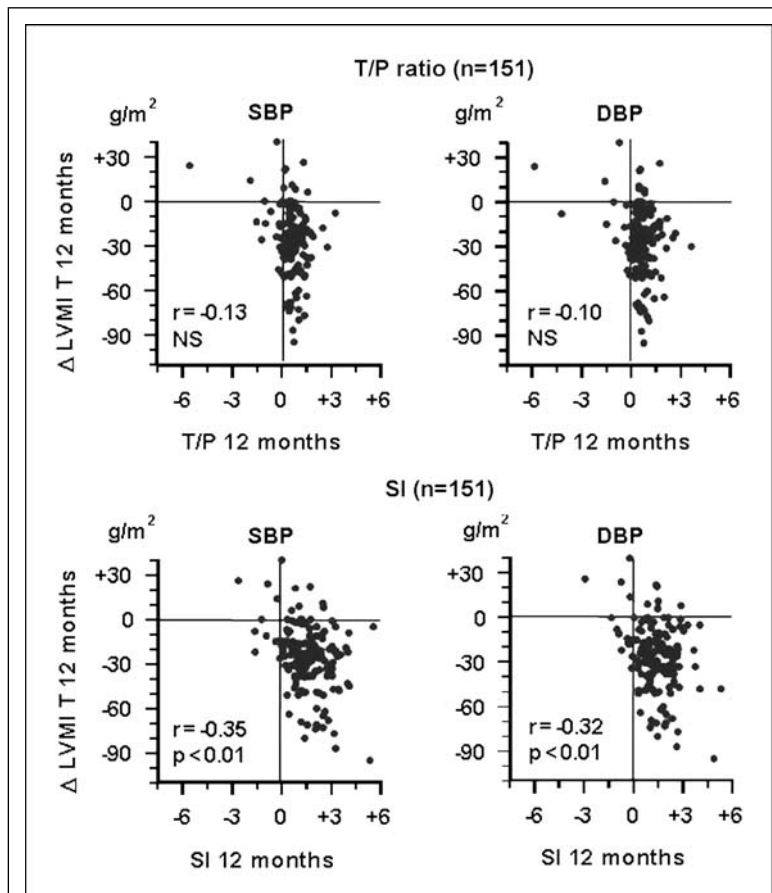 T/P ratio (n=151)
g/m²
SBP
+30
0
-30
-60
-90
r = -0.13
NS
-6 -3 0 +3 +6
T/P 12 months
Δ LVMI T 12 months
g/m²
DBP
+30
0
-30
-60
-90
r = -0.10
NS
-6 -3 0 +3 +6
T/P 12 months
SI (n=151)
g/m²
SBP
+30
0
-30
-60
-90
r = -0.35
p < 0.01
-6 -3 0 +3 +6
SI 12 months
Δ LVMI T 12 months
g/m²
DBP
+30
0
-30
-60
-90
r = -0.32
p < 0.01
-6 -3 0 +3 +6
SI 12 months